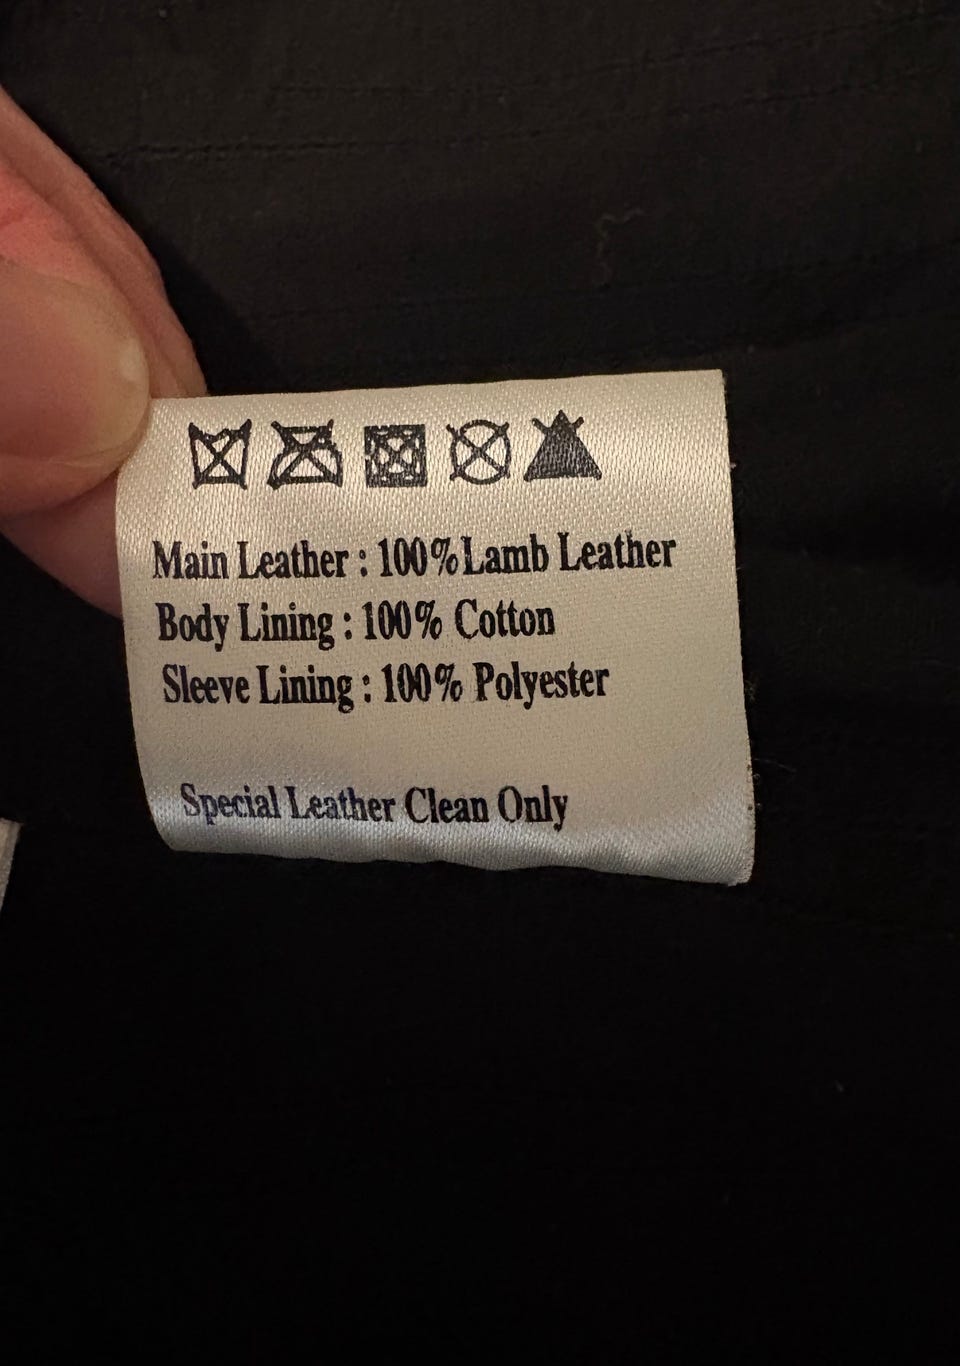 Main Leather : 100%Lamb Leather
Body Lining : 100% Cotton
Sleeve Lining : 100% Polyester
Special Leather Clean Only